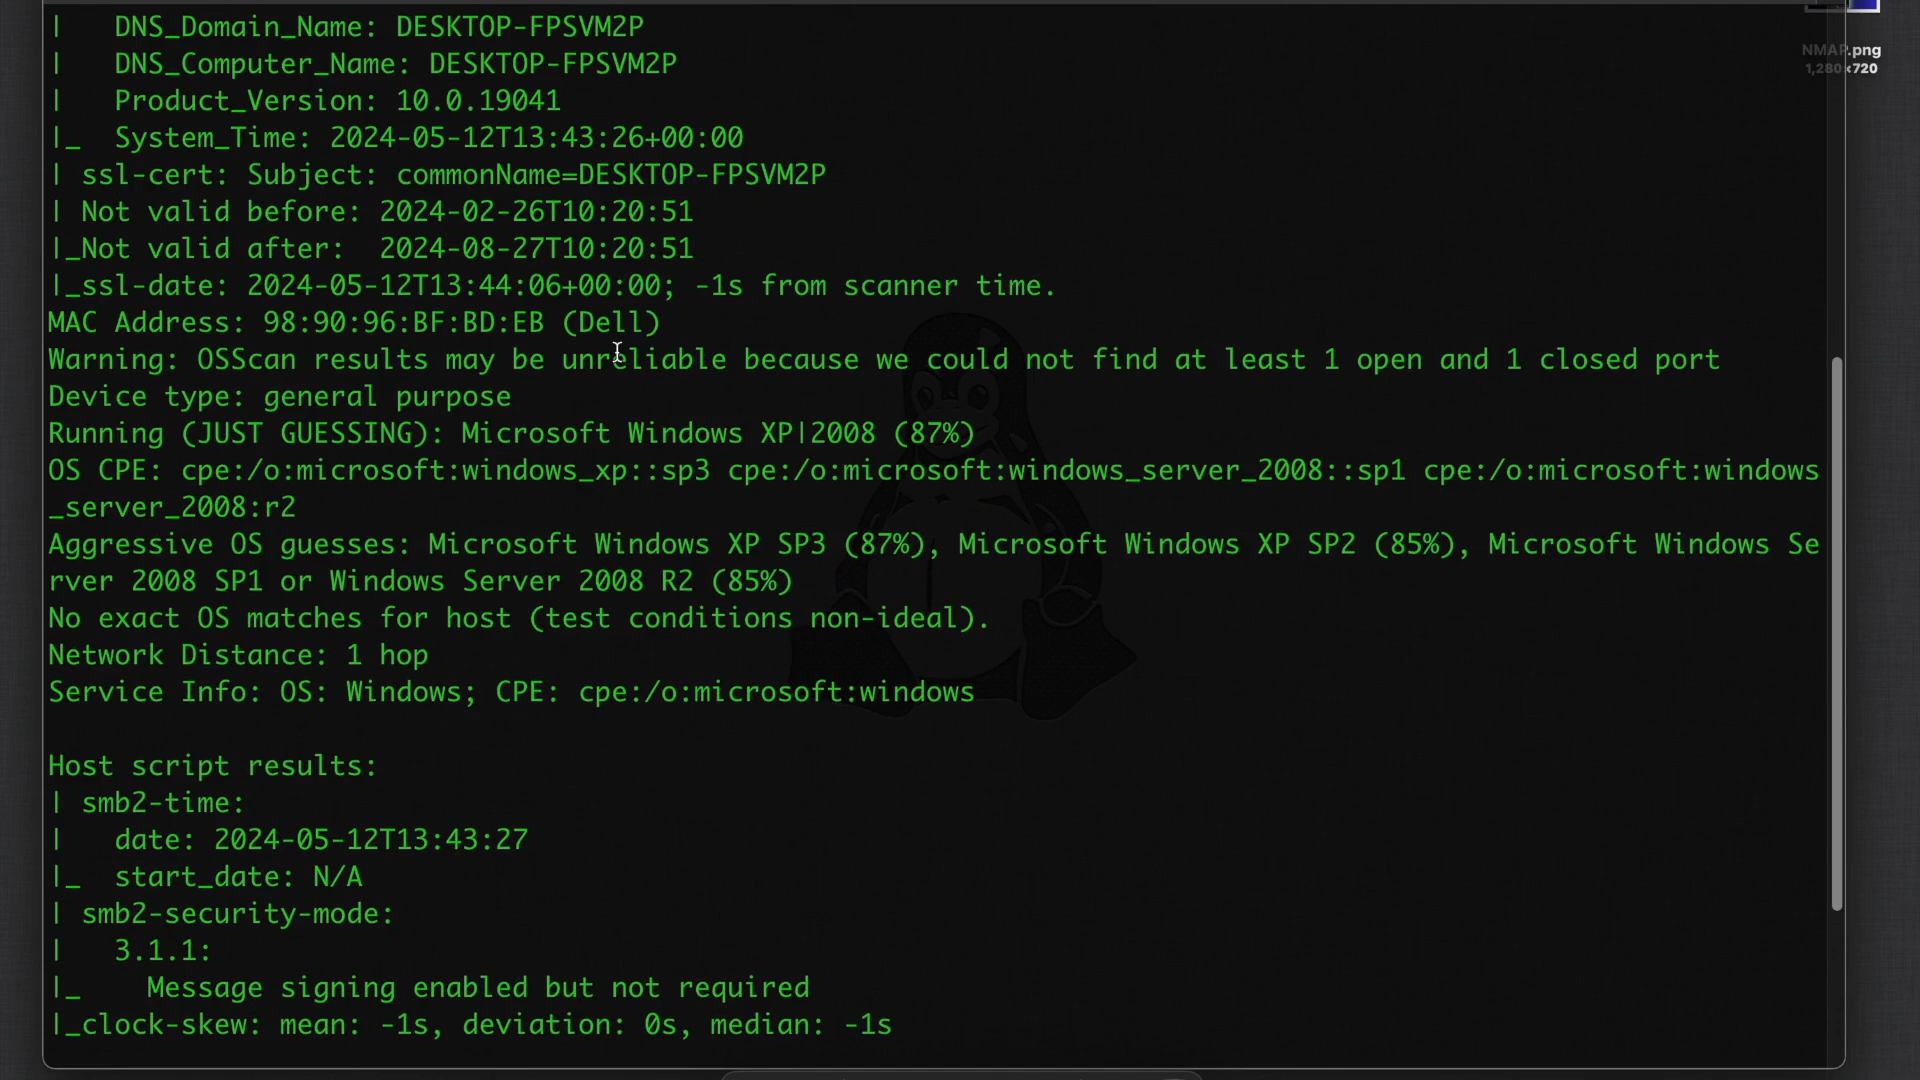 |   DNS_Domain_Name: DESKTOP-FPSVM2P
|   DNS_Computer_Name: DESKTOP-FPSVM2P
|   Product_Version: 10.0.19041
|_  System_Time: 2024-05-12T13:43:26+00:00
| ssl-cert: Subject: commonName=DESKTOP-FPSVM2P
| Not valid before: 2024-02-26T10:20:51
|_Not valid after:  2024-08-27T10:20:51
|_ssl-date: 2024-05-12T13:44:06+00:00; -1s from scanner time.
MAC Address: 98:90:96:BF:BD:EB (Dell)
Warning: OSScan results may be unreliable because we could not find at least 1 open and 1 closed port
Device type: general purpose
Running (JUST GUESSING): Microsoft Windows XP|2008 (87%)
OS CPE: cpe:/o:microsoft:windows_xp::sp3 cpe:/o:microsoft:windows_server_2008::sp1 cpe:/o:microsoft:windows
_server_2008:r2
Aggressive OS guesses: Microsoft Windows XP SP3 (87%), Microsoft Windows XP SP2 (85%), Microsoft Windows Se
rver 2008 SP1 or Windows Server 2008 R2 (85%)
No exact OS matches for host (test conditions non-ideal).
Network Distance: 1 hop
Service Info: OS: Windows; CPE: cpe:/o:microsoft:windows

Host script results:
| smb2-time:
|   date: 2024-05-12T13:43:27
|_  start_date: N/A
| smb2-security-mode:
|   3.1.1:
|_    Message signing enabled but not required
|_clock-skew: mean: -1s, deviation: 0s, median: -1s
NMAP.png
1,280×720